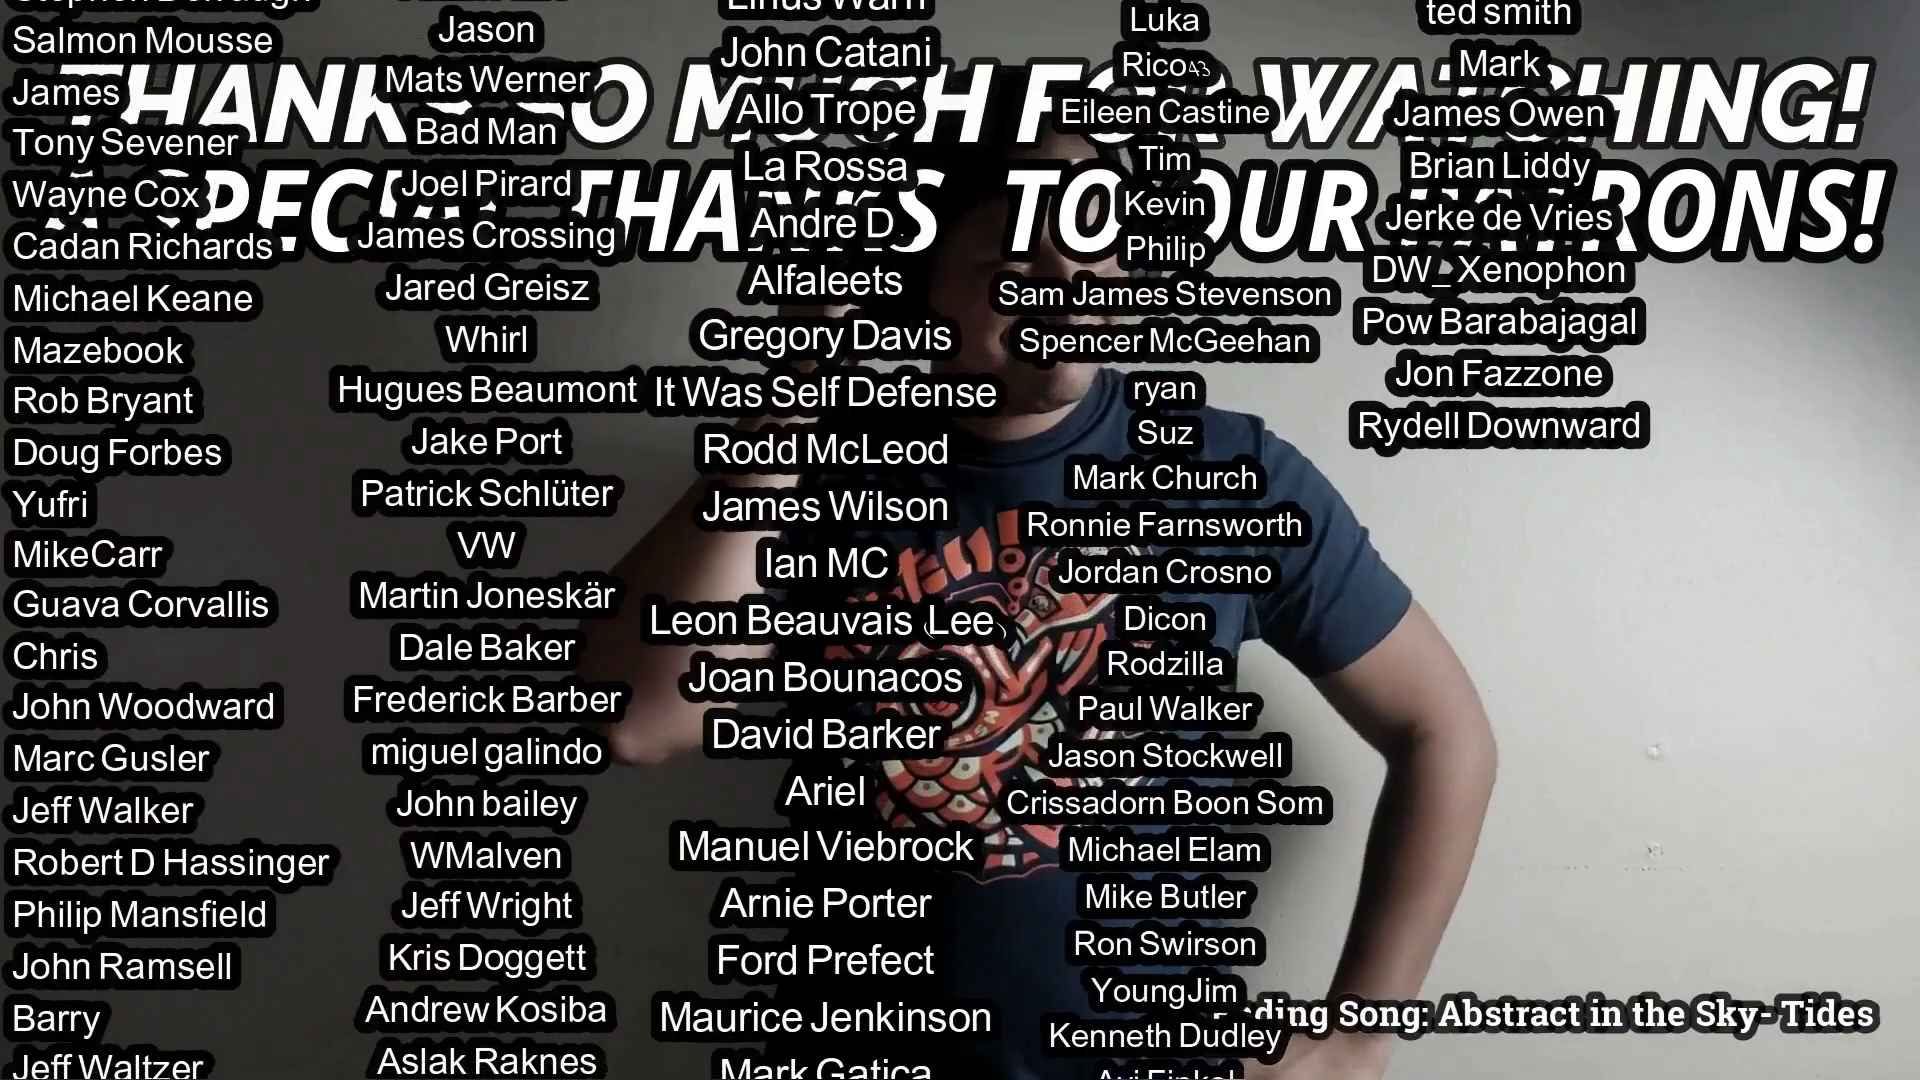 THANKS SO MUCH FOR WATCHING!
A SPECIAL THANKS TO OUR PATRONS!
Salmon Mousse
James
Tony Sevener
Wayne Cox
Cadan Richards
Michael Keane
Mazebook
Rob Bryant
Doug Forbes
Yufri
MikeCarr
Guava Corvallis
Chris
John Woodward
Marc Gusler
Jeff Walker
Robert D Hassinger
Philip Mansfield
John Ramsell
Barry
Jeff Waltzer
Jason
Mats Werner
Bad Man
Joel Pirard
James Crossing
Jared Greisz
Whirl
Hugues Beaumont
Jake Port
Patrick Schlüter
VW
Martin Joneskär
Dale Baker
Frederick Barber
miguel galindo
John bailey
WMalven
Jeff Wright
Kris Doggett
Andrew Kosiba
Aslak Raknes
John Catani
Allo Trope
La Rossa
Andre D.
Alfaleets
Gregory Davis
It Was Self Defense
Rodd McLeod
James Wilson
Ian MC
Leon Beauvais (Lee)
Joan Bounacos
David Barker
Ariel
Manuel Viebrock
Arnie Porter
Ford Prefect
Maurice Jenkinson
Mark Gatica
Luka
Rico43
Eileen Castine
Tim
Kevin
Philip
Sam James Stevenson
Spencer McGeehan
ryan
Suz
Mark Church
Ronnie Farnsworth
Jordan Crosno
Dicon
Rodzilla
Paul Walker
Jason Stockwell
Crissadorn Boon Som
Michael Elam
Mike Butler
Ron Swirson
YoungJim
Kenneth Dudley
ted smith
Mark
James Owen
Brian Liddy
Jerke de Vries
DW_Xenophon
Pow Barabajagal
Jon Fazzone
Rydell Downward
Ending Song: Abstract in the Sky- Tides